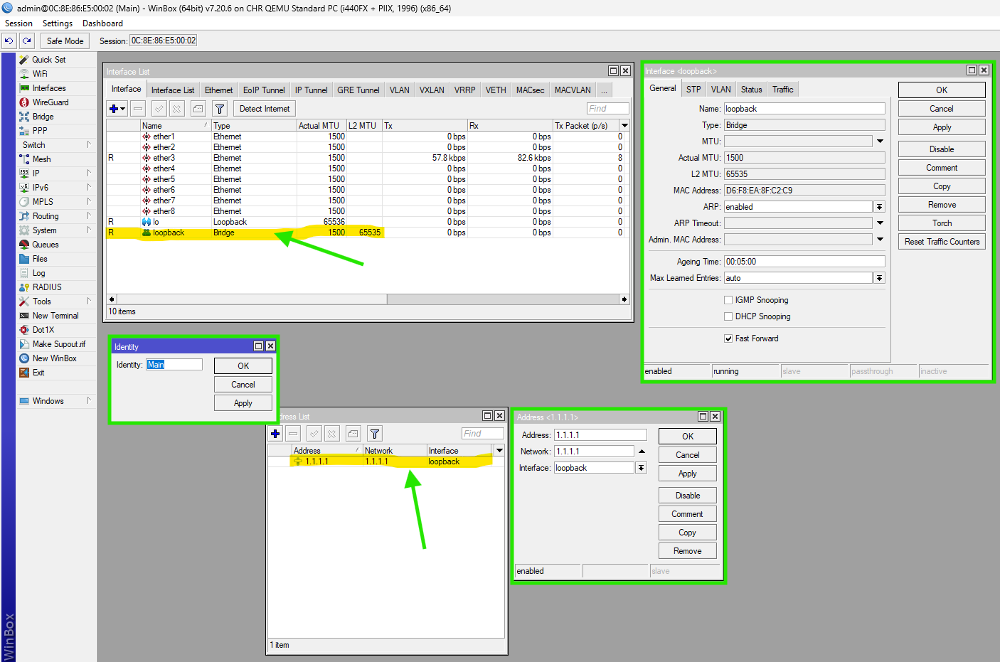 admin@0C:8E:86:E5:00:02 (Main) - WinBox (64bit) v7.20.6 on CHR QEMU Standard PC (i440FX + PIIX, 1996) (x86_64)
Session Settings Dashboard
Safe Mode Session: 0C:8E:86:E5:00:02
Quick Set
WiFi
Interfaces
WireGuard
Bridge
PPP
Switch
Mesh
IP
IPv6
MPLS
Routing
System
Queues
Files
Log
RADIUS
Tools
New Terminal
Dot1X
Make Supout.rif
New WinBox
Exit
Windows
WinBox
Interface List
Interface Interface List Ethernet EoIP Tunnel IP Tunnel GRE Tunnel VLAN VXLAN VRRP VETH MACsec MACVLAN ...
Detect Internet Find
Name Type Actual MTU L2 MTU Tx Rx Tx Packet (p/s)
ether1 Ethernet 1500 0 bps 0 bps 0
ether2 Ethernet 1500 0 bps 0 bps 0
R ether3 Ethernet 1500 57.8 kbps 82.6 kbps 8
ether4 Ethernet 1500 0 bps 0 bps 0
ether5 Ethernet 1500 0 bps 0 bps 0
ether6 Ethernet 1500 0 bps 0 bps 0
ether7 Ethernet 1500 0 bps 0 bps 0
ether8 Ethernet 1500 0 bps 0 bps 0
R lo Loopback 65536 0 bps 0 bps 0
R loopback Bridge 1500 65535 0 bps 0 bps 0
10 items
Interface <loopback>
General STP VLAN Status Traffic
Name: loopback
Type: Bridge
MTU:
Actual MTU: 1500
L2 MTU: 65535
MAC Address: D6:F8:EA:8F:C2:C9
ARP: enabled
ARP Timeout:
Admin. MAC Address:
Ageing Time: 00:05:00
Max Learned Entries: auto
IGMP Snooping
DHCP Snooping
Fast Forward
OK
Cancel
Apply
Disable
Comment
Copy
Remove
Torch
Reset Traffic Counters
enabled running slave passthrough inactive
Identity
Identity: Main
OK
Cancel
Apply
dress List
Find
Address Network Interface
1.1.1.1 1.1.1.1 loopback
1 item
Address <1.1.1.1>
Address: 1.1.1.1
Network: 1.1.1.1
Interface: loopback
OK
Cancel
Apply
Disable
Comment
Copy
Remove
enabled slave